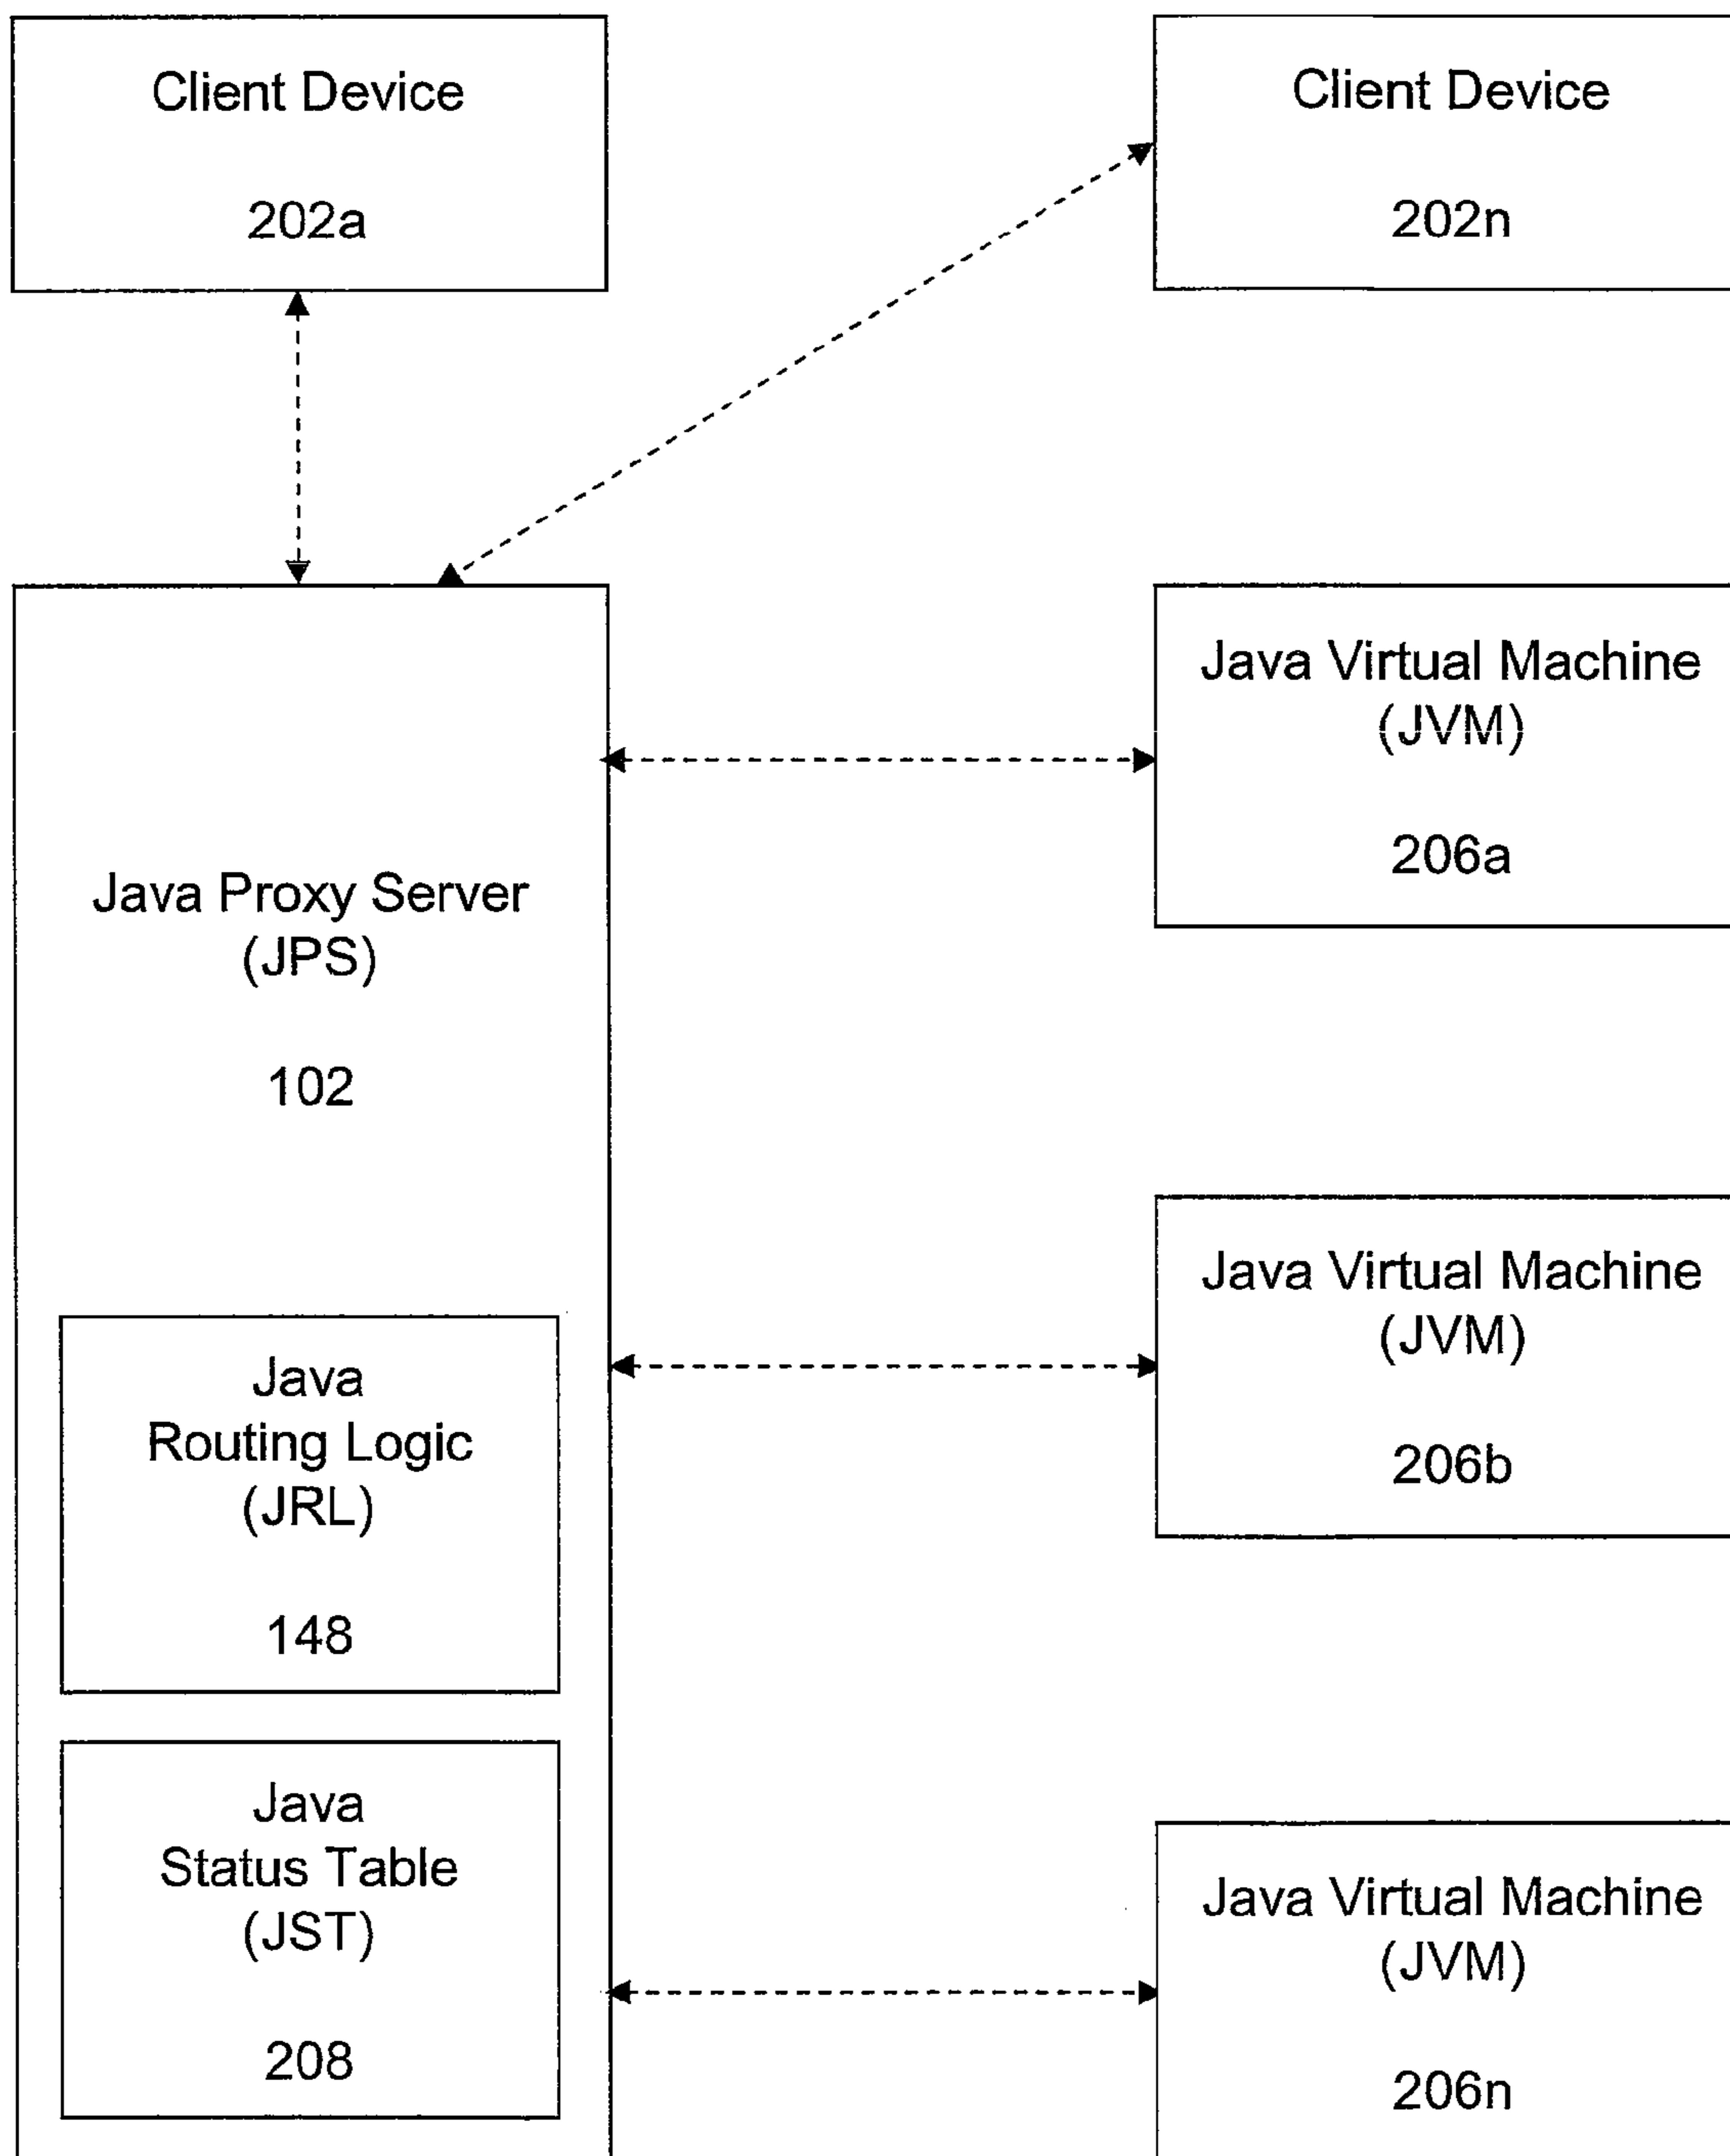 Client Device
202a
Client Device
202n
Java Proxy Server
(JPS)
102
Java
Routing Logic
(JRL)
148
Java
Status Table
(JST)
208
Java Virtual Machine
(JVM)
206a
Java Virtual Machine
(JVM)
206b
Java Virtual Machine
(JVM)
206n